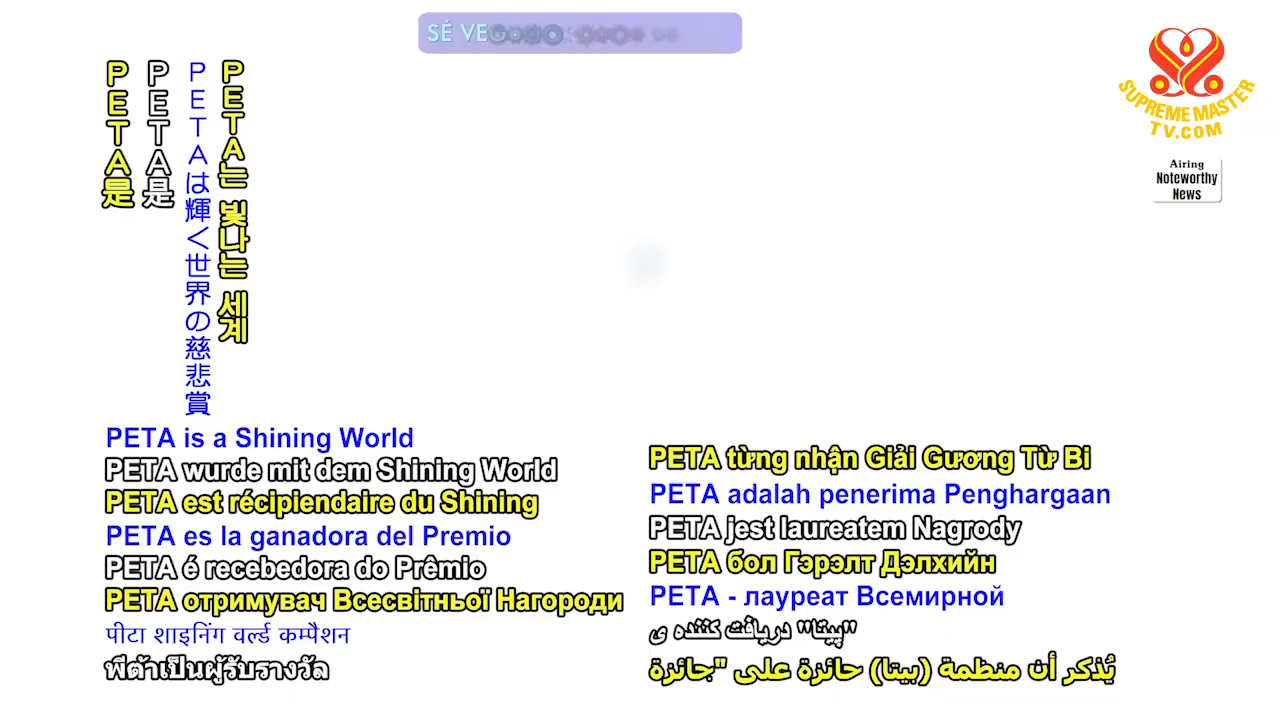 SÉ VEG
SUPREME MASTER
TV.COM
Airing
Noteworthy
News
PETA是
PETA是
PETAは輝く世界の慈悲賞
PETA는 빛나는 세계
PETA is a Shining World
PETA wurde mit dem Shining World
PETA est récipiendaire du Shining
PETA es la ganadora del Premio
PETA é recebedora do Prêmio
PETA отримувач Всесвітньої Нагороди
पीटा शाइनिंग वर्ल्ड कम्पैशन
พีต้าเป็นผู้รับรางวัล
PETA từng nhận Giải Gương Từ Bi
PETA adalah penerima Penghargaan
PETA jest laureatem Nagrody
PETA бол Гэрэлт Дэлхийн
PETA - лауреат Всемирной
"پیتا" دریافت کننده ی
يُذكر أن منظمة (بيتا) حائزة على "جائزة